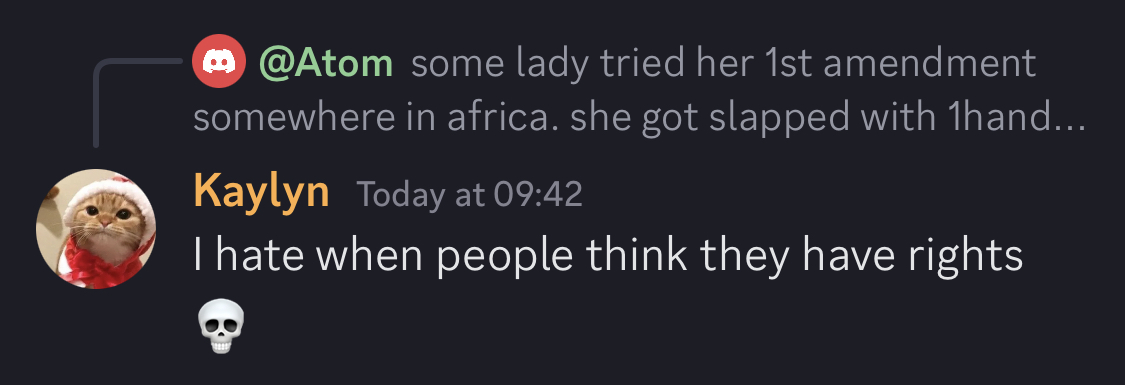 @Atom some lady tried her 1st amendment
somewhere in africa. she got slapped with 1hand...
Kaylyn Today at 09:42
I hate when people think they have rights
💀